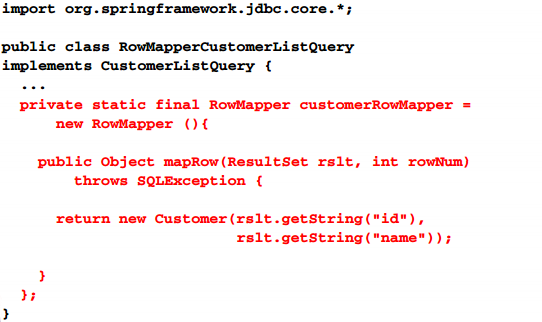 import org.springframework.jdbc.core.*;
public class RowMapperCustomerListQuery
implements CustomerListQuery {
...
private static final RowMapper customerRowMapper =
new RowMapper (){
public Object mapRow(ResultSet rslt, int rowNum)
throws SQLException {
return new Customer(rslt.getString("id"),
rslt.getString("name"));
}
};
}